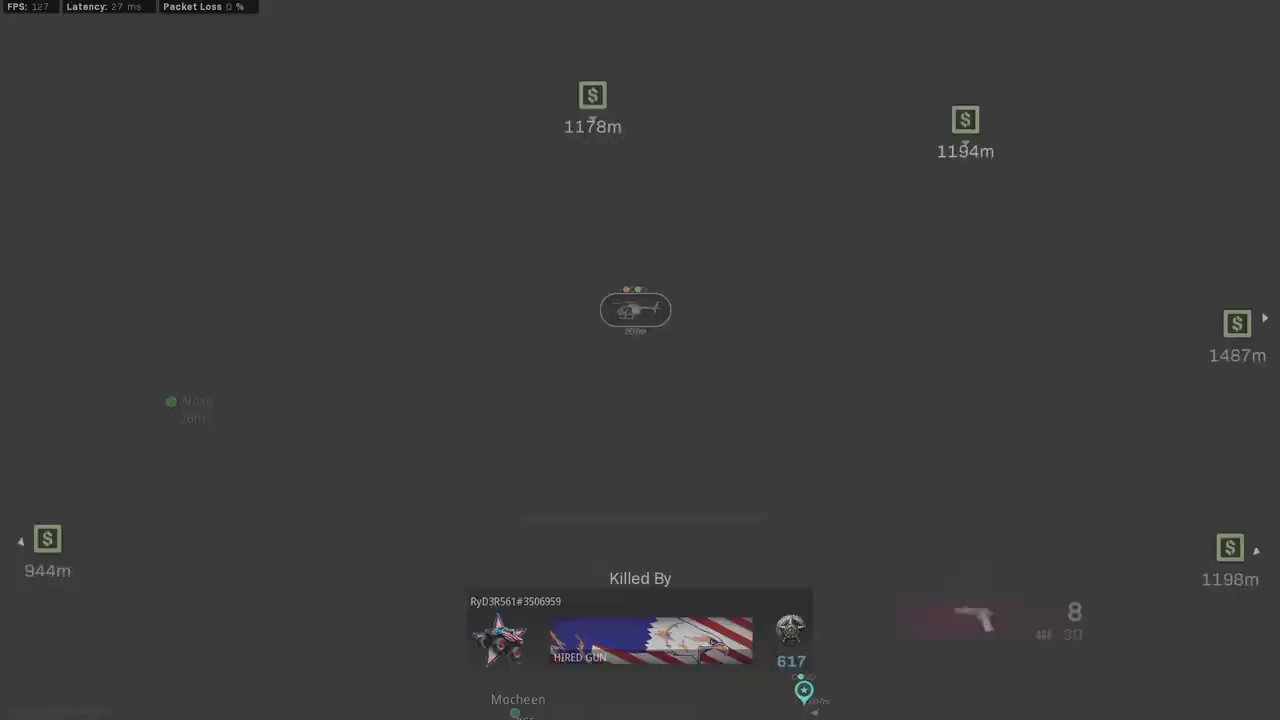 FPS: 127 Latency: 27 ms Packet Loss 0 %
$
1178m
$
1194m
$
1487m
$
944m
$
1198m
Killed By
RyD3R561#3506959
HIRED GUN
617
8
30
Mocheen